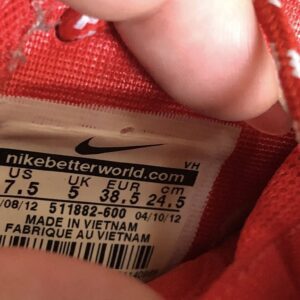 nikebetterworld.com VH
US UK EUR cm
7.5 5 38.5 24.5
/08/12 511882-600 04/10/12
MADE IN VIETNAM
FABRIQUE AU VIETNAM